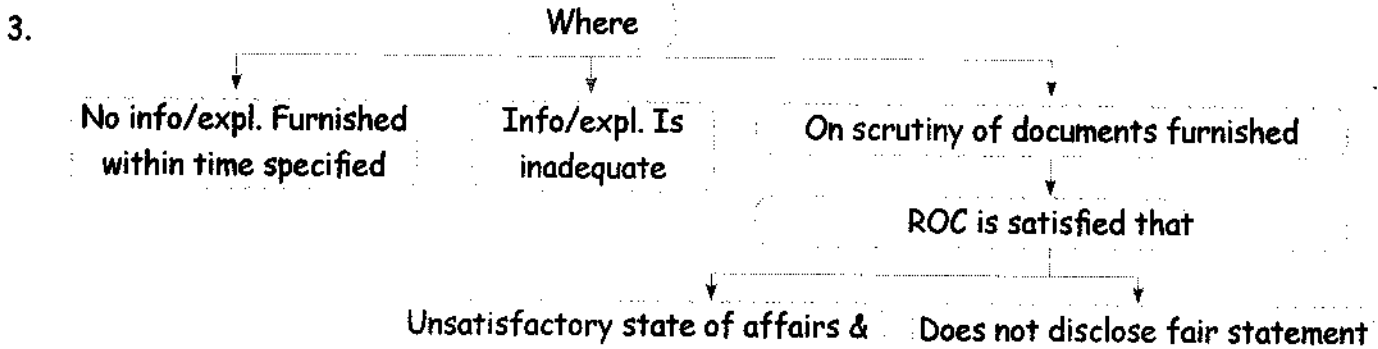 3.
Where
No info/expl. Furnished
within time specified
Info/expl. Is
inadequate
On scrutiny of documents furnished
ROC is satisfied that
Unsatisfactory state of affairs &
Does not disclose fair statement